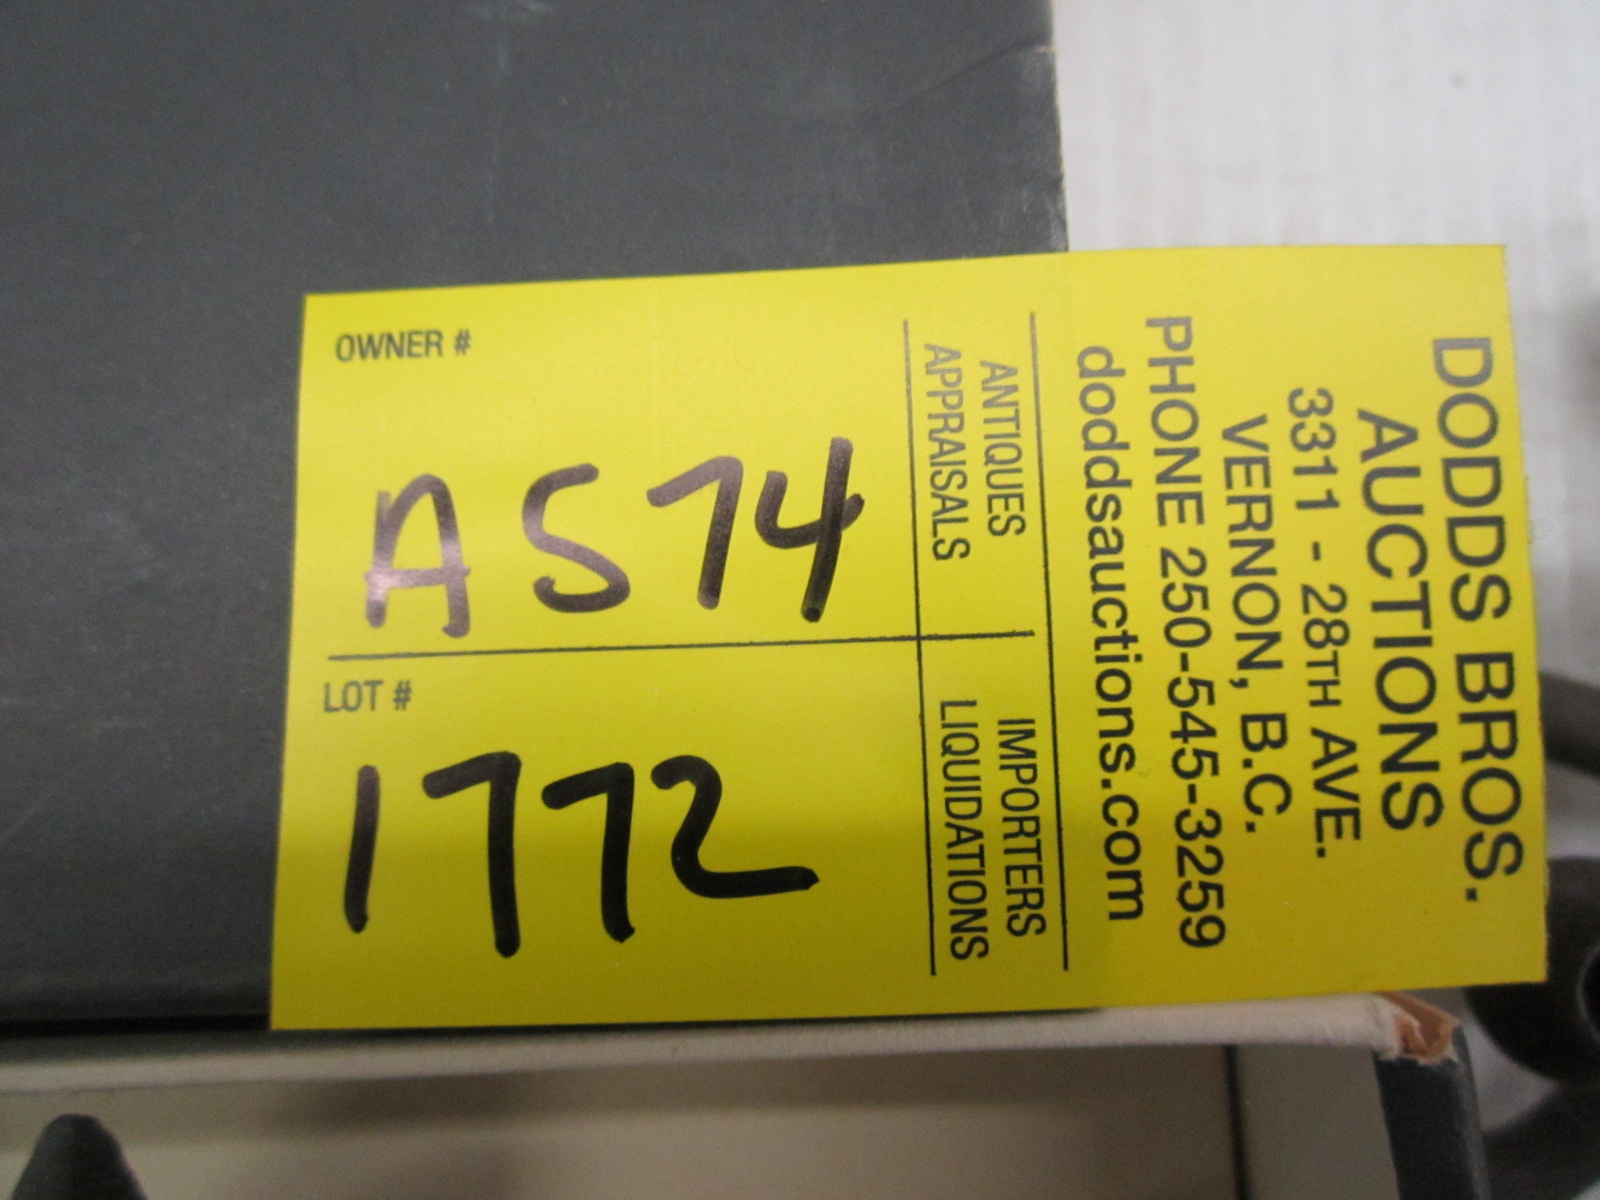 DODDS BROS.
AUCTIONS
3311 - 28TH AVE.
VERNON, B.C.
PHONE 250-545-3259
doddsauctions.com
ANTIQUES
APPRAISALS
IMPORTERS
LIQUIDATIONS
OWNER #
A574
LOT #
1772